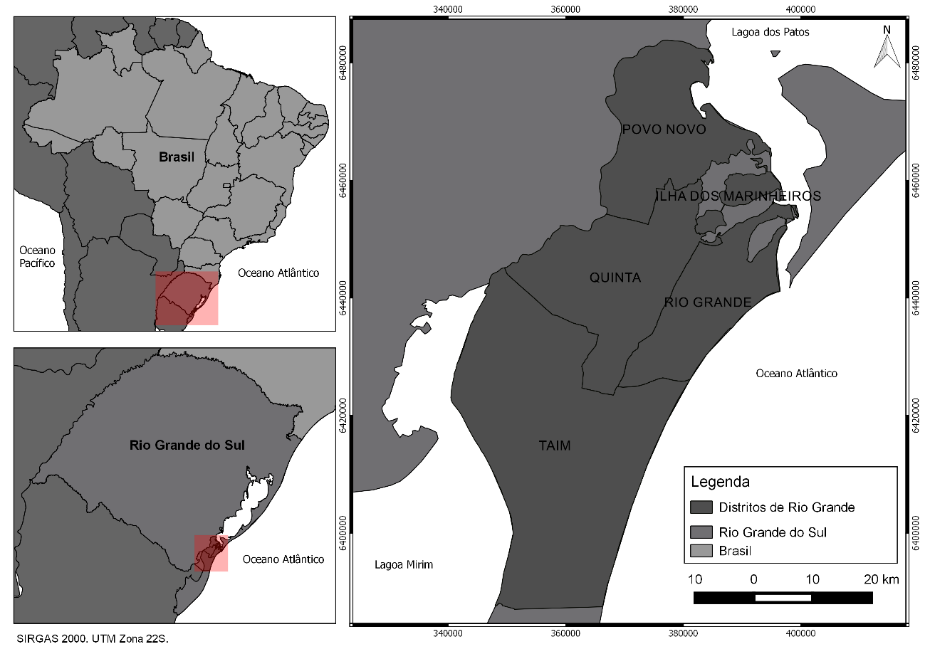 Brasil
Oceano
Pacífico
Oceano Atlântico
Rio Grande do Sul
Oceano Atlântico
SIRGAS 2000. UTM Zona 22S.
340000 360000 380000 400000
6480000
6460000
6440000
6420000
6400000
Lagoa dos Patos
N
POVO NOVO
ILHA DOS MARINHEIROS
QUINTA
RIO GRANDE
Oceano Atlântico
TAIM
Lagoa Mirim
Legenda
Distritos de Rio Grande
Rio Grande do Sul
Brasil
10 0 10 20 km
6480000
6460000
6440000
6420000
6400000
340000 360000 380000 400000